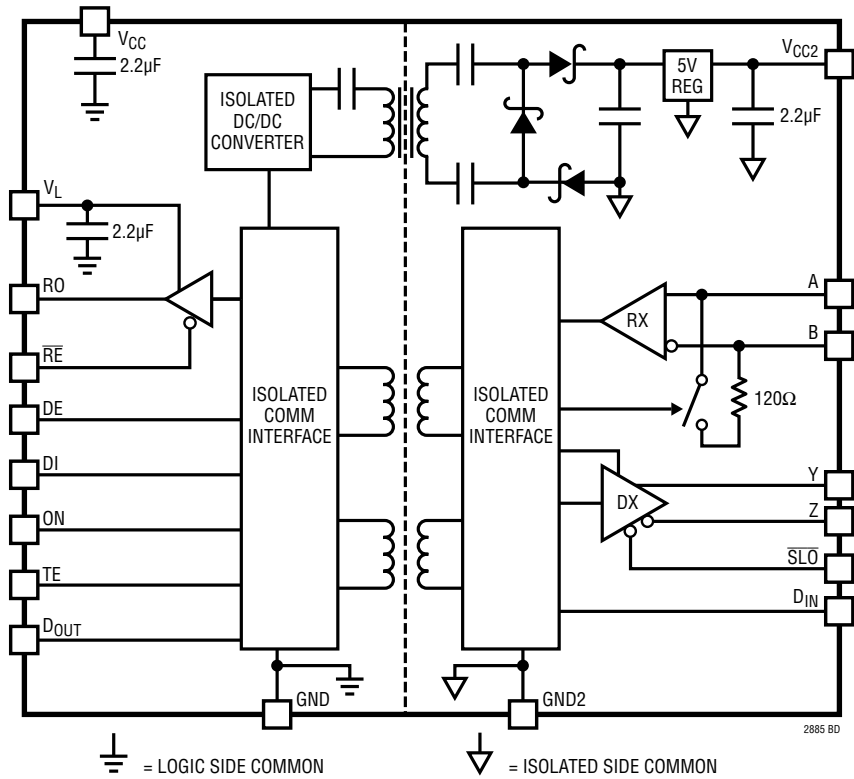 VCC
2.2µF
ISOLATED
DC/DC
CONVERTER
5V
REG
VCC2
2.2µF
VL
2.2µF
RO
R̅E̅
DE
DI
ON
TE
DOUT
ISOLATED
COMM
INTERFACE
ISOLATED
COMM
INTERFACE
RX
A
B
120Ω
DX
Y
Z
S̅L̅O̅
DIN
GND
GND2
2885 BD
= LOGIC SIDE COMMON
= ISOLATED SIDE COMMON